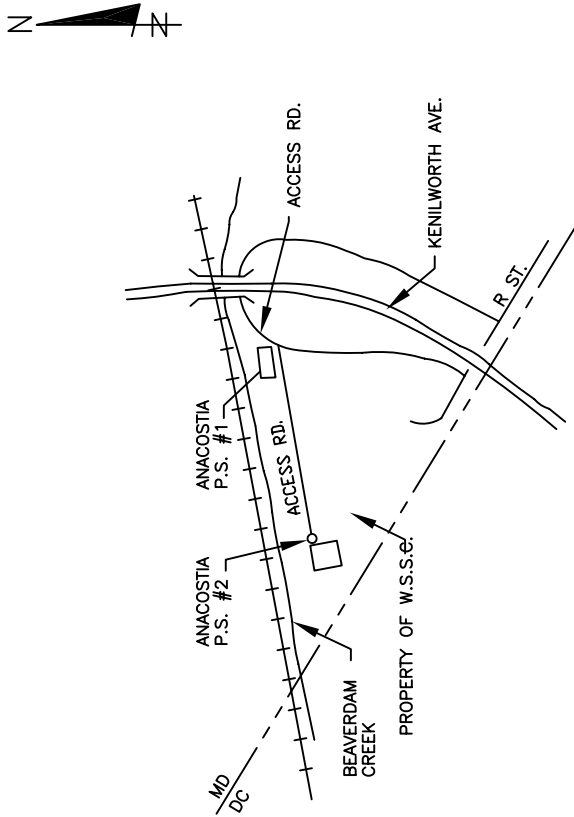 N
ACCESS RD.
KENILWORTH AVE.
R ST.
ANACOSTIA
P.S. #1
ACCESS RD.
ANACOSTIA
P.S. #2
PROPERTY OF W.S.S.C.
BEAVERDAM
CREEK
MD
DC